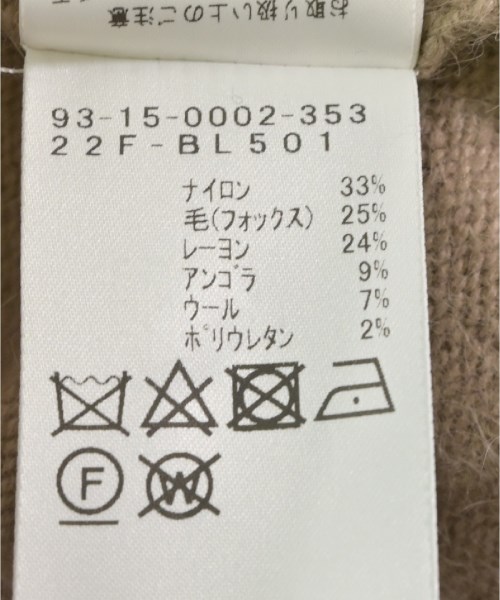 お取り扱い上のご注意
93-15-0002-353
22F-BL501
ナイロン 33%
毛(フォックス) 25%
レーヨン 24%
アンゴラ 9%
ウール 7%
ポリウレタン 2%
F
W